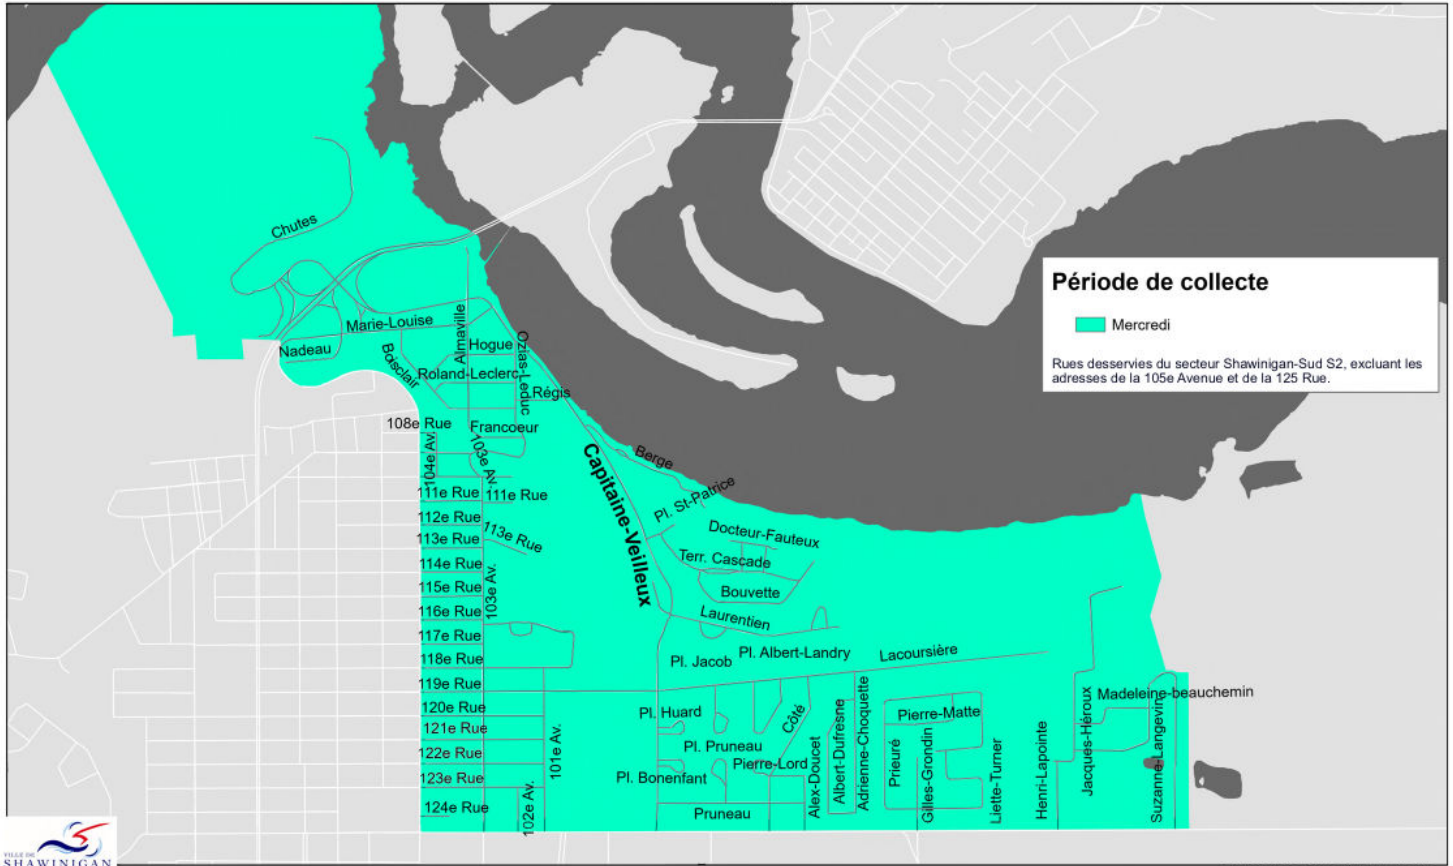 Chutes
Période de collecte
Mercredi
Rues desservies du secteur Shawinigan-Sud S2, excluant les
adresses de la 105e Avenue et de la 125 Rue.
Marie-Louise
Almaville
Nadeau
Boisclair
Hogue
Ozias-Leduc
Roland-Leclerc
Régis
108e Rue
Francoeur
104e Av.
103e Av.
Capitaine-Veilleux
Berge
111e Rue
111e Rue
Pl. St-Patrice
112e Rue
113e Rue
113e Rue
Docteur-Fauteux
114e Rue
Terr. Cascade
115e Rue
103e Av.
Bouvette
116e Rue
Laurentien
117e Rue
118e Rue
Pl. Jacob
Pl. Albert-Landry
Lacoursière
119e Rue
Madeleine-beauchemin
120e Rue
Pl. Huard
Côté
Pierre-Matte
121e Rue
101e Av.
Pl. Pruneau
122e Rue
Pierre-Lord
123e Rue
Pl. Bonenfant
Alex-Doucet
Albert-Dufresne
Adrienne-Choquette
Prieuré
Gilles-Grondin
Liette-Turner
Henri-Lapointe
Jacques-Héroux
Suzanne-Langevin
124e Rue
102e Av.
Pruneau
VILLE DE
SHAWINIGAN